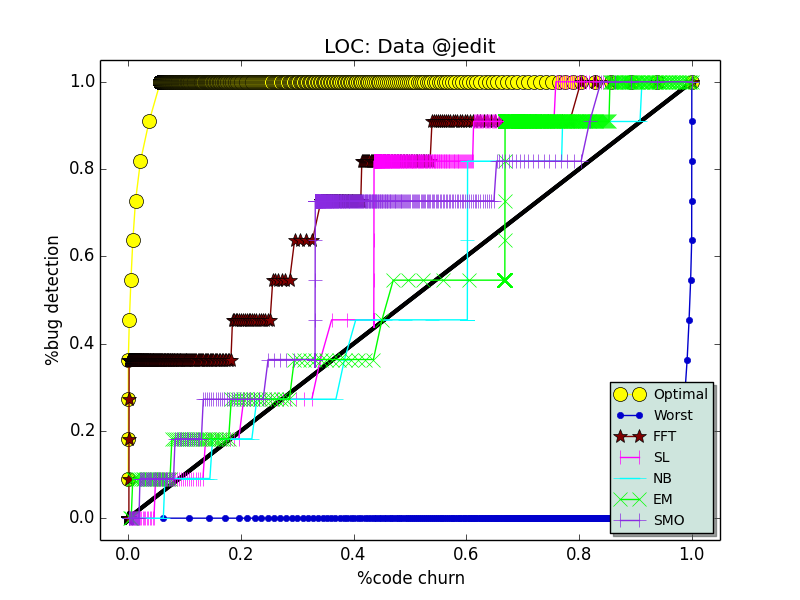 LOC: Data @jedit
%bug detection
1.0
0.8
0.6
0.4
0.2
0.0
0.0
0.2
0.4
0.6
0.8
1.0
%code churn
Optimal
Worst
FFT
SL
NB
EM
SMO